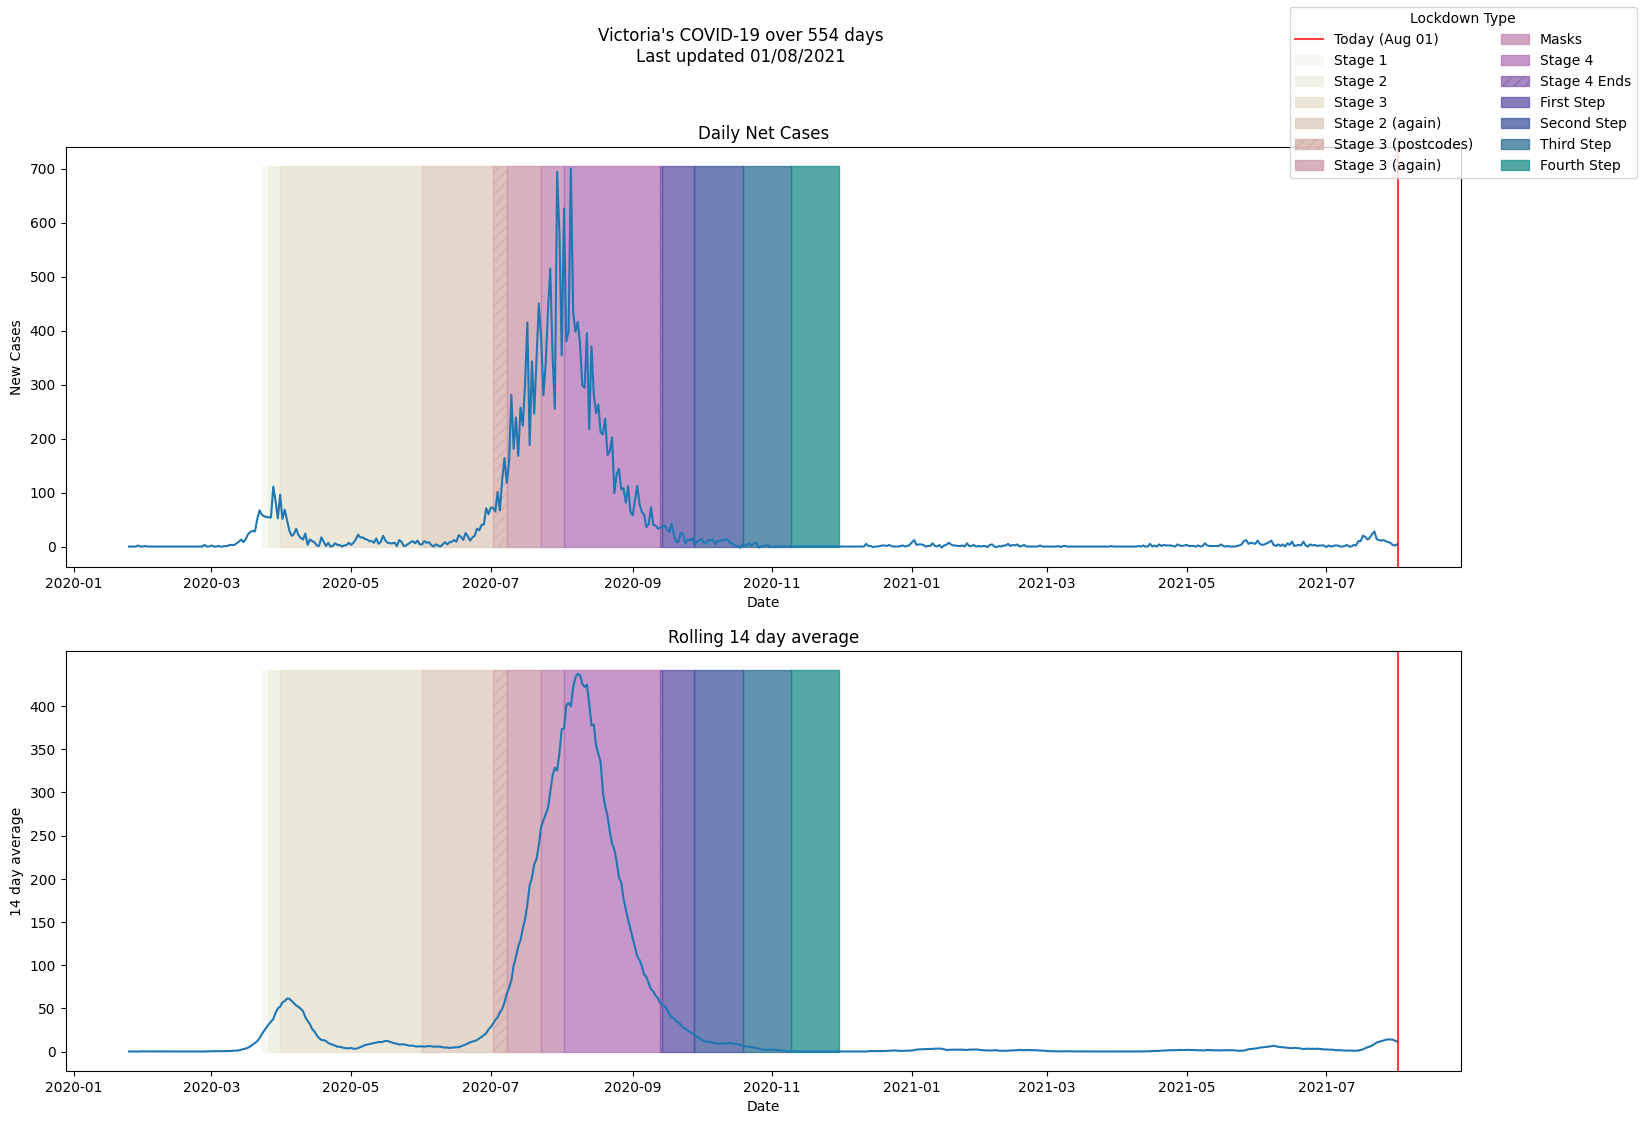 Victoria's COVID-19 over 554 days
Last updated 01/08/2021
Lockdown Type
Today (Aug 01)
Stage 1
Stage 2
Stage 3
Stage 2 (again)
Stage 3 (postcodes)
Stage 3 (again)
Masks
Stage 4
Stage 4 Ends
First Step
Second Step
Third Step
Fourth Step
Daily Net Cases
New Cases
700
600
500
400
300
200
100
0
2020-01
2020-03
2020-05
2020-07
2020-09
2020-11
2021-01
2021-03
2021-05
2021-07
Date
Rolling 14 day average
14 day average
400
350
300
250
200
150
100
50
0
2020-01
2020-03
2020-05
2020-07
2020-09
2020-11
2021-01
2021-03
2021-05
2021-07
Date